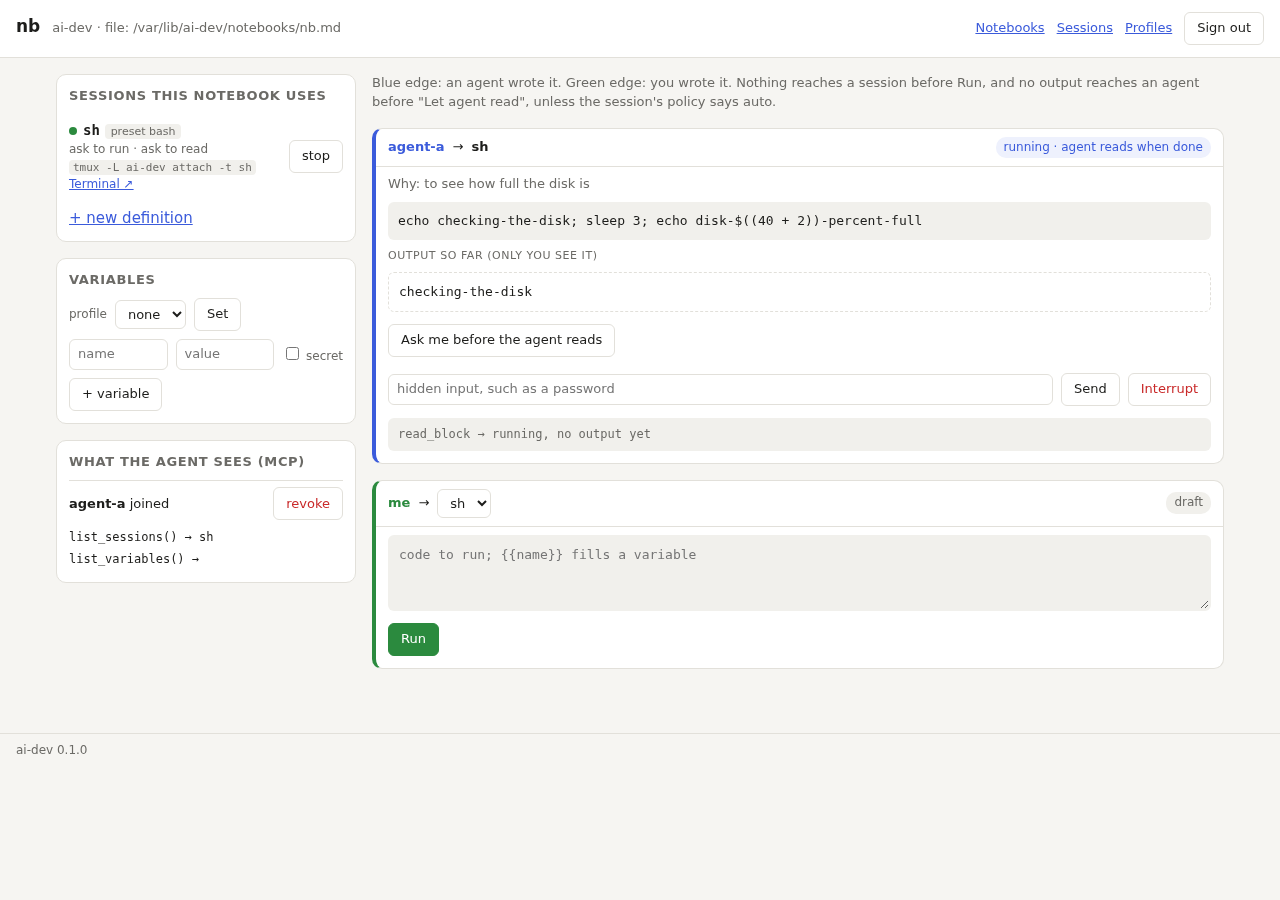 nb ai-dev · file: /var/lib/ai-dev/notebooks/nb.md Notebooks Sessions Profiles Sign out
SESSIONS THIS NOTEBOOK USES
sh preset bash
ask to run · ask to read
tmux -L ai-dev attach -t sh
Terminal ↗
stop
+ new definition
VARIABLES
profile none Set
name value secret
+ variable
WHAT THE AGENT SEES (MCP)
agent-a joined revoke
list_sessions() → sh
list_variables() →
Blue edge: an agent wrote it. Green edge: you wrote it. Nothing reaches a session before Run, and no output reaches an agent
before "Let agent read", unless the session's policy says auto.
agent-a → sh running · agent reads when done
Why: to see how full the disk is
echo checking-the-disk; sleep 3; echo disk-$((40 + 2))-percent-full
OUTPUT SO FAR (ONLY YOU SEE IT)
checking-the-disk
Ask me before the agent reads
hidden input, such as a password Send Interrupt
read_block → running, no output yet
me → sh draft
code to run; {{name}} fills a variable
Run
ai-dev 0.1.0